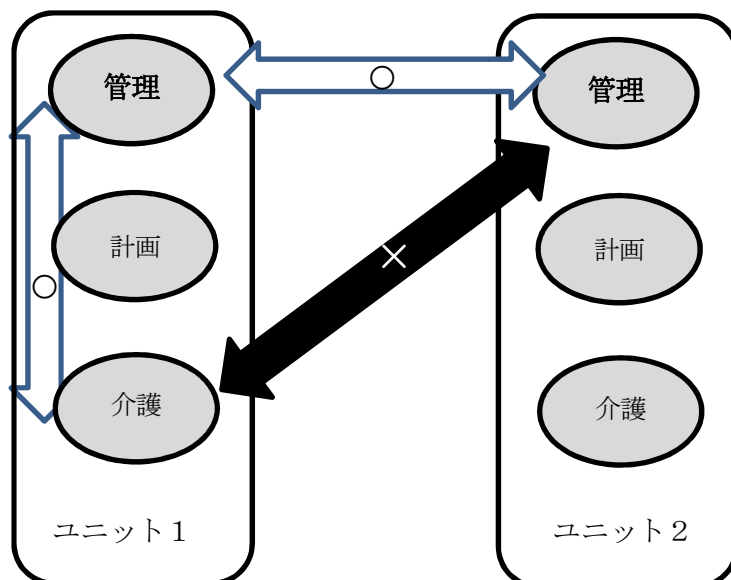 管理
管理
○
計画
計画
○
×
介護
介護
ユニット１
ユニット２